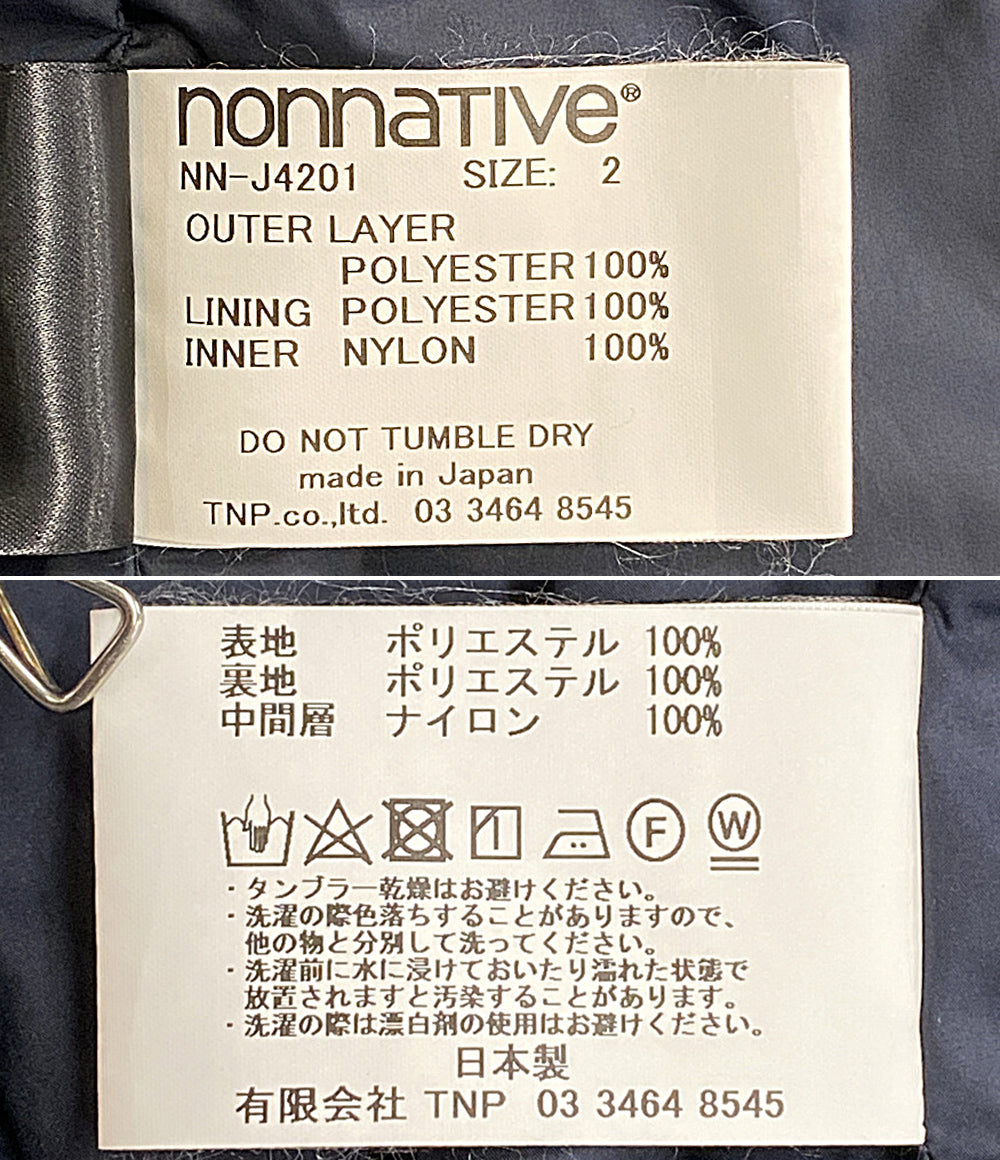 nonnaTIVe®
NN-J4201 SIZE: 2
OUTER LAYER
POLYESTER 100%
LINING POLYESTER 100%
INNER NYLON 100%
DO NOT TUMBLE DRY
made in Japan
TNP.co.,ltd. 03 3464 8545
表地 ポリエステル 100%
裏地 ポリエステル 100%
中間層 ナイロン 100%
F W
・タンブラー乾燥はお避けください。
・洗濯の際色落ちすることがありますので、
他の物と分別して洗ってください。
・洗濯前に水に浸けておいたり濡れた状態で
放置されますと汚染することがあります。
・洗濯の際は漂白剤の使用はお避けください。
日本製
有限会社 TNP 03 3464 8545